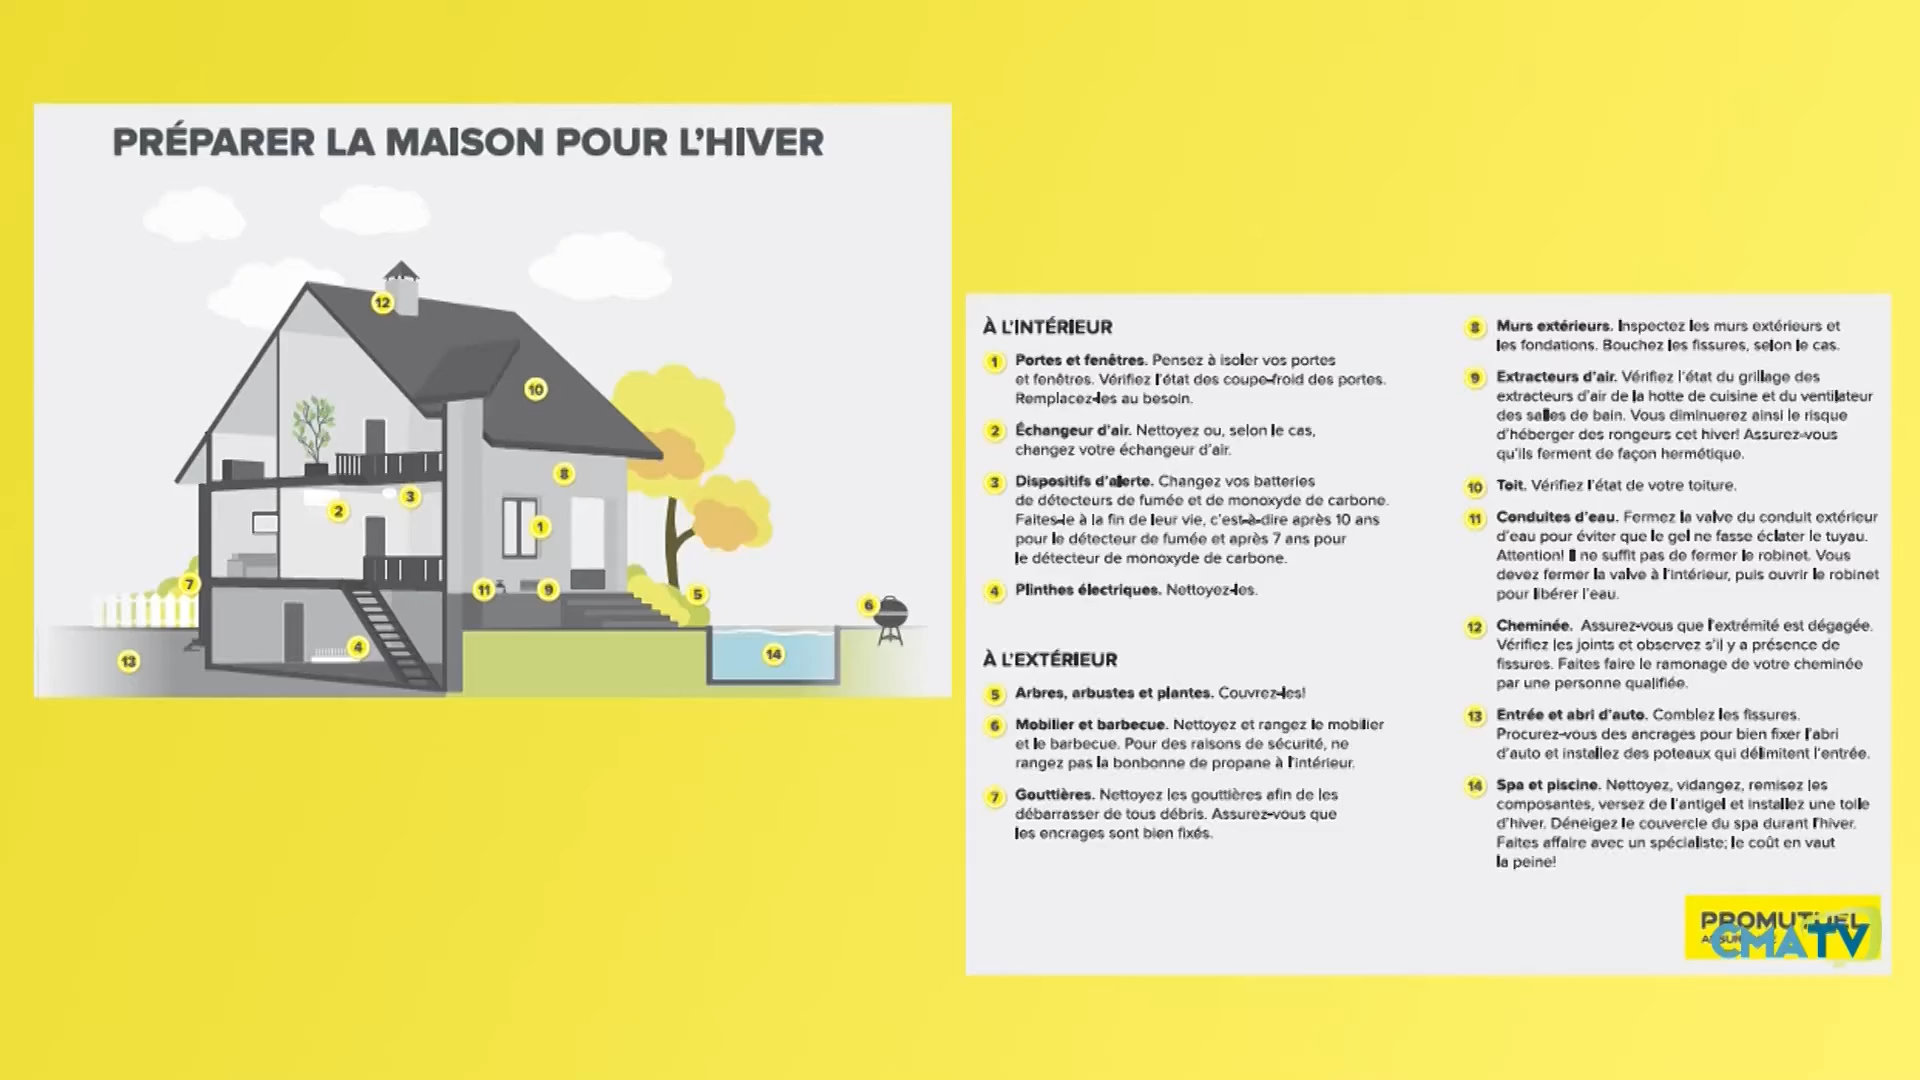 PRÉPARER LA MAISON POUR L'HIVER
12
10
8
3
2
1
7
11
9
5
6
4
13
14
À L'INTÉRIEUR
1 Portes et fenêtres. Pensez à isoler vos portes
et fenêtres. Vérifiez l'état des coupe-froid des portes.
Remplacez-les au besoin.
2 Échangeur d'air. Nettoyez ou, selon le cas,
changez votre échangeur d'air.
3 Dispositifs d'alerte. Changez vos batteries
de détecteurs de fumée et de monoxyde de carbone.
Faites-le à la fin de leur vie, c'est-à-dire après 10 ans
pour le détecteur de fumée et après 7 ans pour
le détecteur de monoxyde de carbone.
4 Plinthes électriques. Nettoyez-les.
À L'EXTÉRIEUR
5 Arbres, arbustes et plantes. Couvrez-les!
6 Mobilier et barbecue. Nettoyez et rangez le mobilier
et le barbecue. Pour des raisons de sécurité, ne
rangez pas la bonbonne de propane à l'intérieur.
7 Gouttières. Nettoyez les gouttières afin de les
débarrasser de tous débris. Assurez-vous que
les encrages sont bien fixés.
8 Murs extérieurs. Inspectez les murs extérieurs et
les fondations. Bouchez les fissures, selon le cas.
9 Extracteurs d'air. Vérifiez l'état du grillage des
extracteurs d'air de la hotte de cuisine et du ventilateur
des salles de bain. Vous diminuerez ainsi le risque
d'héberger des rongeurs cet hiver! Assurez-vous
qu'ils ferment de façon hermétique.
10 Toit. Vérifiez l'état de votre toiture.
11 Conduites d'eau. Fermez la valve du conduit extérieur
d'eau pour éviter que le gel ne fasse éclater le tuyau.
Attention! Il ne suffit pas de fermer le robinet. Vous
devez fermer la valve à l'intérieur, puis ouvrir le robinet
pour libérer l'eau.
12 Cheminée. Assurez-vous que l'extrémité est dégagée.
Vérifiez les joints et observez s'il y a présence de
fissures. Faites faire le ramonage de votre cheminée
par une personne qualifiée.
13 Entrée et abri d'auto. Comblez les fissures.
Procurez-vous des ancrages pour bien fixer l'abri
d'auto et installez des poteaux qui délimitent l'entrée.
14 Spa et piscine. Nettoyez, vidangez, remisez les
composantes, versez de l'antigel et installez une toile
d'hiver. Déneigez le couvercle du spa durant l'hiver.
Faites affaire avec un spécialiste; le coût en vaut
la peine!
PROMUTUEL
CMATV